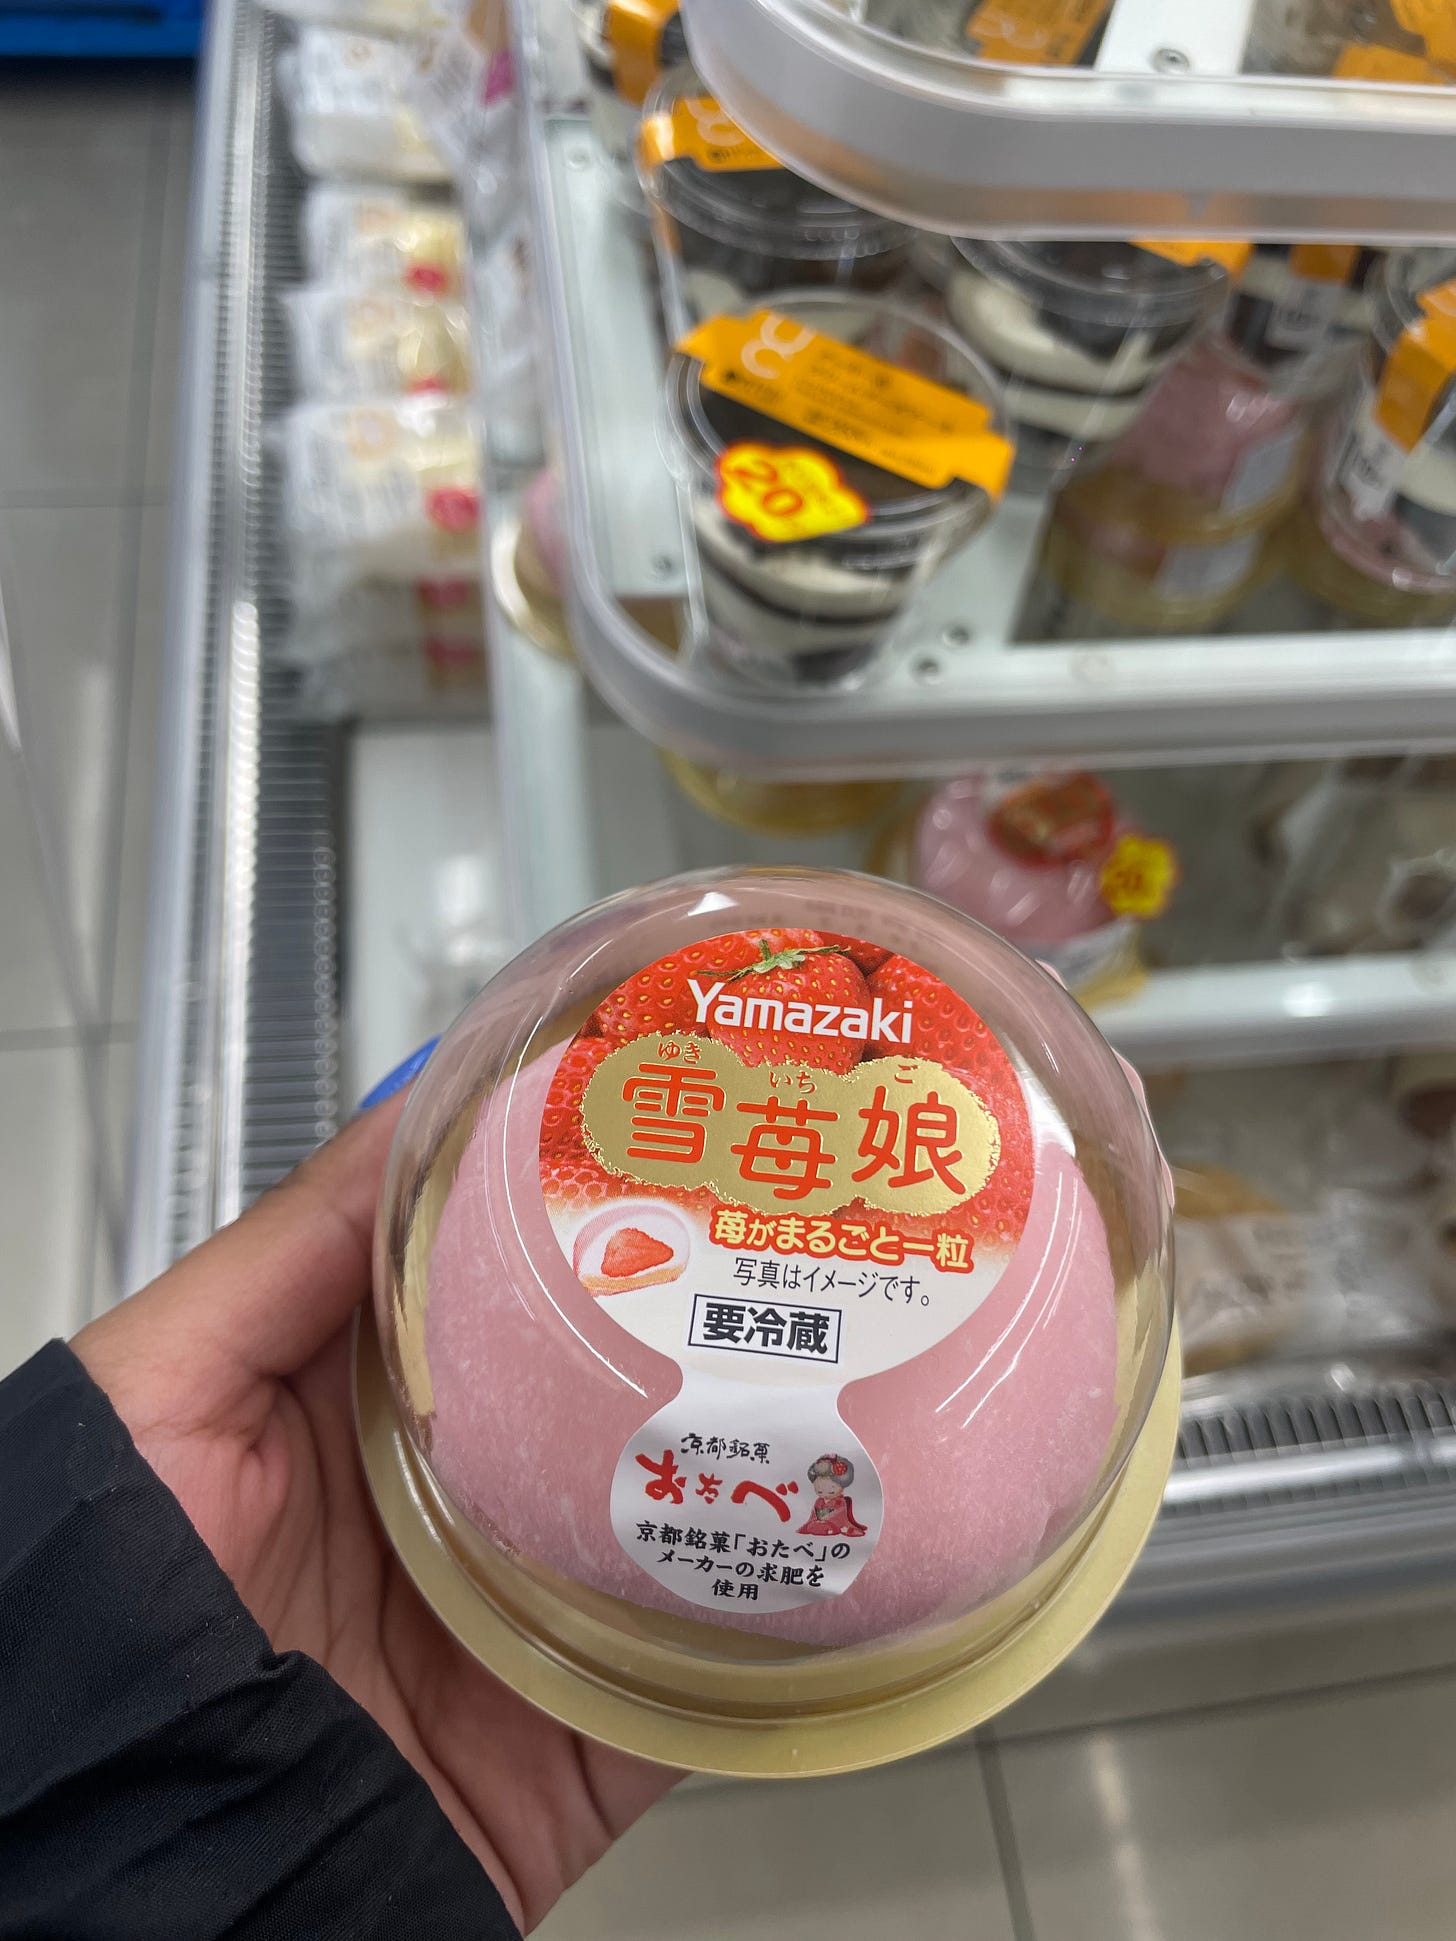 20
Yamazaki
ゆき いち ご
雪苺娘
苺がまるごと一粒
写真はイメージです。
要冷蔵
京都銘菓
おたべ
京都銘菓「おたべ」の
メーカーの求肥を
使用